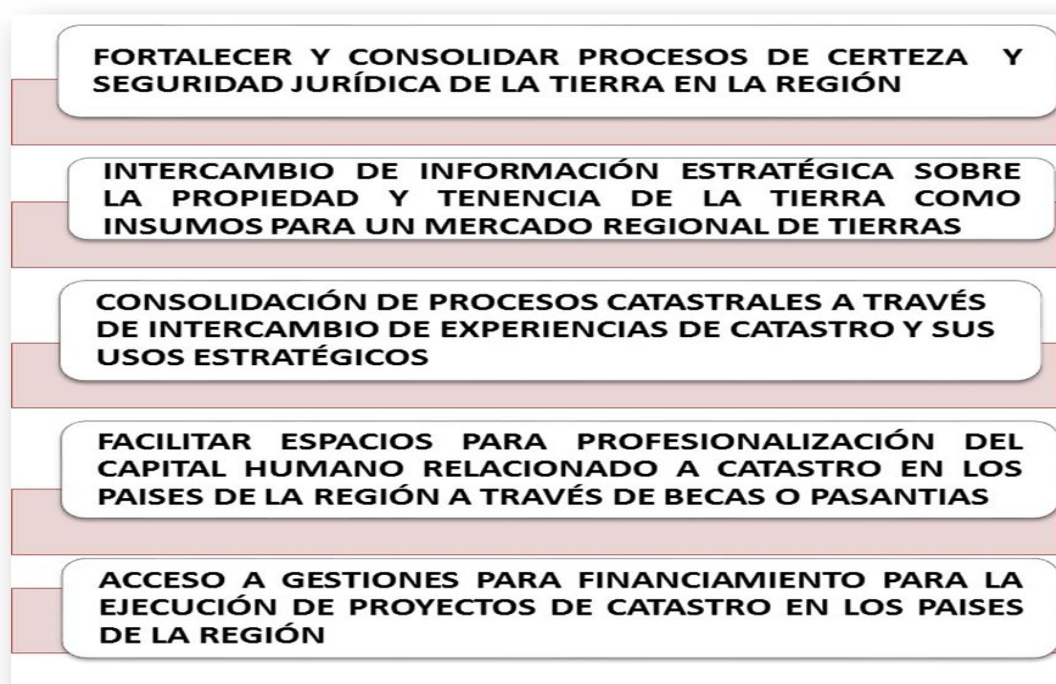 FORTALECER Y CONSOLIDAR PROCESOS DE CERTEZA Y
SEGURIDAD JURÍDICA DE LA TIERRA EN LA REGIÓN
INTERCAMBIO DE INFORMACIÓN ESTRATÉGICA SOBRE
LA PROPIEDAD Y TENENCIA DE LA TIERRA COMO
INSUMOS PARA UN MERCADO REGIONAL DE TIERRAS
CONSOLIDACIÓN DE PROCESOS CATASTRALES A TRAVÉS
DE INTERCAMBIO DE EXPERIENCIAS DE CATASTRO Y SUS
USOS ESTRATÉGICOS
FACILITAR ESPACIOS PARA PROFESIONALIZACIÓN DEL
CAPITAL HUMANO RELACIONADO A CATASTRO EN LOS
PAISES DE LA REGIÓN A TRAVÉS DE BECAS O PASANTIAS
ACCESO A GESTIONES PARA FINANCIAMIENTO PARA LA
EJECUCIÓN DE PROYECTOS DE CATASTRO EN LOS PAISES
DE LA REGIÓN